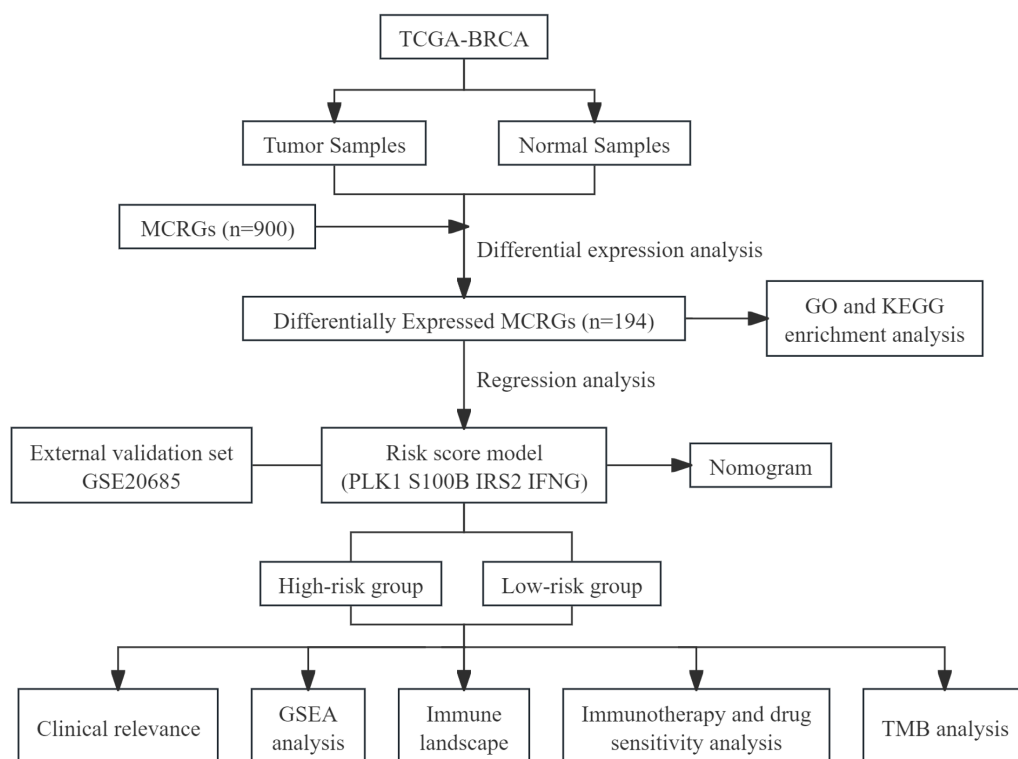 TCGA-BRCA
Tumor Samples
Normal Samples
MCRGs (n=900)
Differential expression analysis
Differentially Expressed MCRGs (n=194)
GO and KEGG
enrichment analysis
Regression analysis
External validation set
GSE20685
Risk score model
(PLK1 S100B IRS2 IFNG)
Nomogram
High-risk group
Low-risk group
Clinical relevance
GSEA
analysis
Immune
landscape
Immunotherapy and drug
sensitivity analysis
TMB analysis